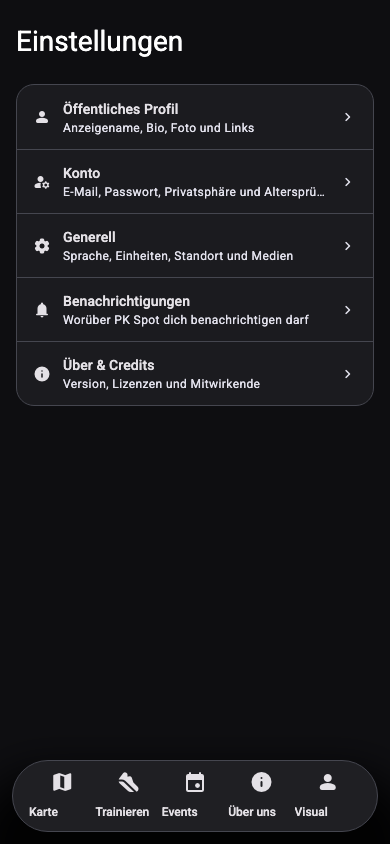 Einstellungen
Öffentliches Profil
Anzeigename, Bio, Foto und Links
Konto
E-Mail, Passwort, Privatsphäre und Altersprü...
Generell
Sprache, Einheiten, Standort und Medien
Benachrichtigungen
Worüber PK Spot dich benachrichtigen darf
Über & Credits
Version, Lizenzen und Mitwirkende
Karte Trainieren Events Über uns Visual